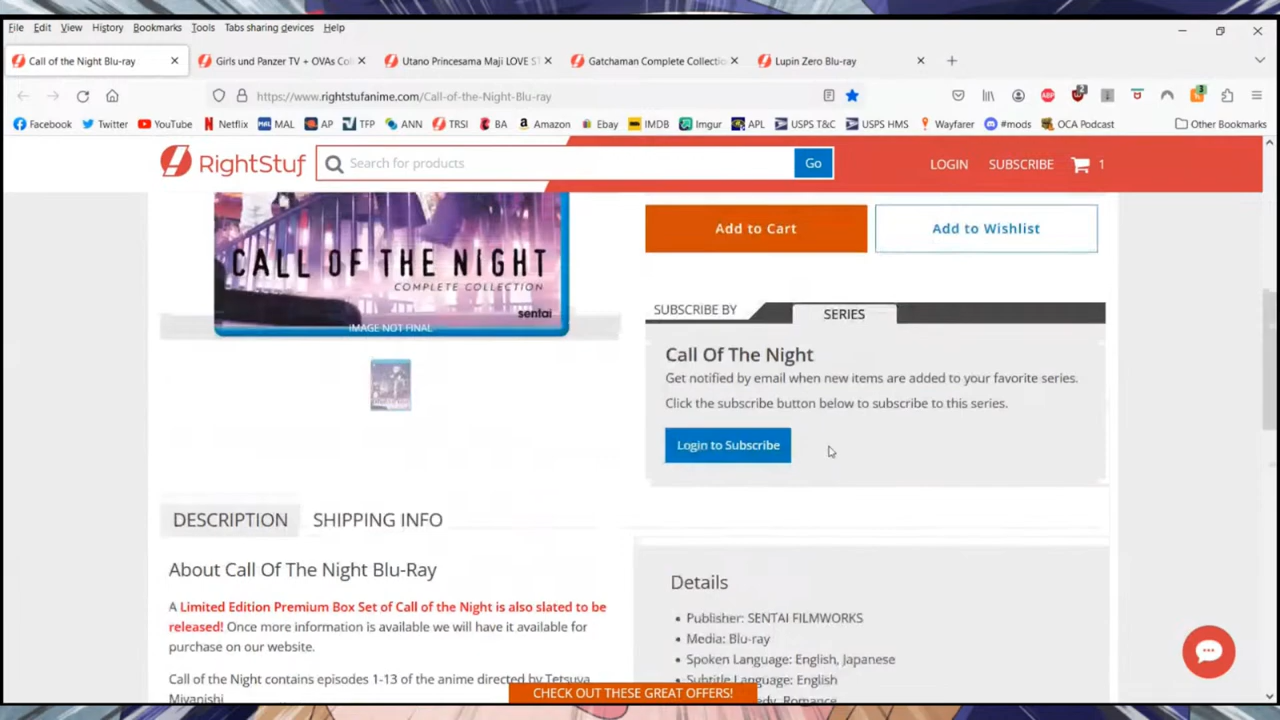 File Edit View History Bookmarks Tools Tabs sharing devices Help
Call of the Night Blu-ray
Girls und Panzer TV + OVAs Co
Utano Princesama Maji LOVE
Gatchaman Complete Collectio
Lupin Zero Blu-ray
https://www.rightstufanime.com/Call-of-the-Night-Blu-ray
Facebook Twitter YouTube Netflix MAL AP TFP ANN TRSI BA Amazon Ebay IMDB Imgur APL USPS T&C USPS HMS Wayfarer #mods OCA Podcast Other Bookmarks
RightStuf
Search for products
Go
LOGIN
SUBSCRIBE
1
CALL OF THE NIGHT
COMPLETE COLLECTION
sentai
IMAGE NOT FINAL
Add to Cart
Add to Wishlist
SUBSCRIBE BY
SERIES
Call Of The Night
Get notified by email when new items are added to your favorite series.
Click the subscribe button below to subscribe to this series.
Login to Subscribe
DESCRIPTION
SHIPPING INFO
About Call Of The Night Blu-Ray
A Limited Edition Premium Box Set of Call of the Night is also slated to be
released! Once more information is available we will have it available for
purchase on our website.
Call of the Night contains episodes 1-13 of the anime directed by Tetsuya
Miyanishi
Details
Publisher: SENTAI FILMWORKS
Media: Blu-ray
Spoken Language: English, Japanese
Subtitle Language: English
Romance
CHECK OUT THESE GREAT OFFERS!